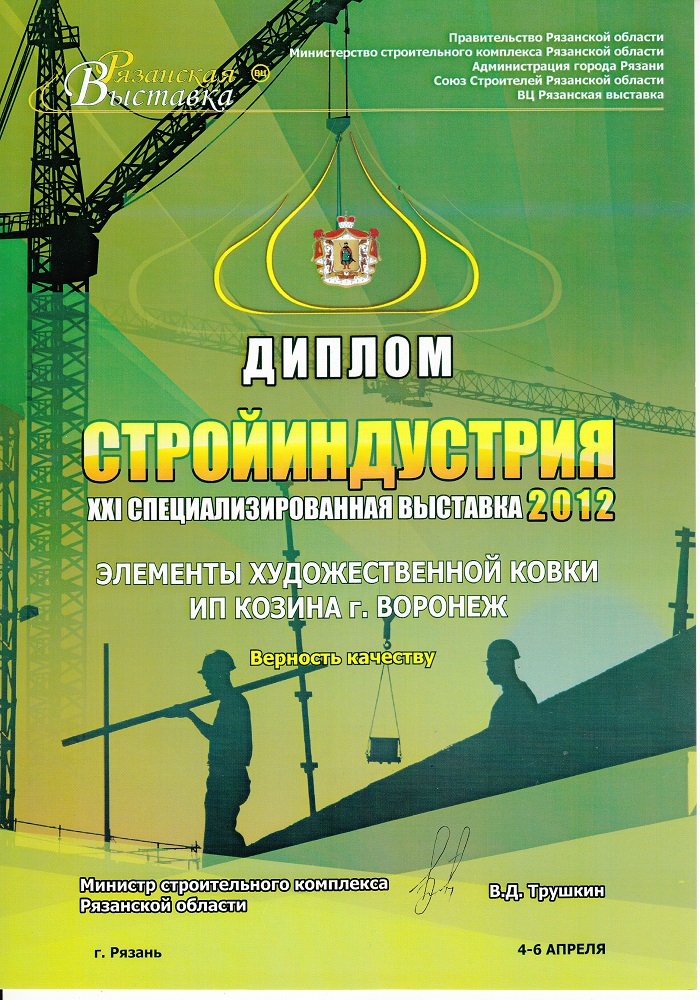 Рязанская
Выставка
ВЦ
Правительство Рязанской области
Министерство строительного комплекса Рязанской области
Администрация города Рязани
Союз Строителей Рязанской области
ВЦ Рязанская выставка
ДИПЛОМ
СТРОЙИНДУСТРИЯ
XXI СПЕЦИАЛИЗИРОВАННАЯ ВЫСТАВКА 2012
ЭЛЕМЕНТЫ ХУДОЖЕСТВЕННОЙ КОВКИ
ИП КОЗИНА г. ВОРОНЕЖ
Верность качеству
Министр строительного комплекса
Рязанской области
В.Д. Трушкин
г. Рязань
4-6 АПРЕЛЯ